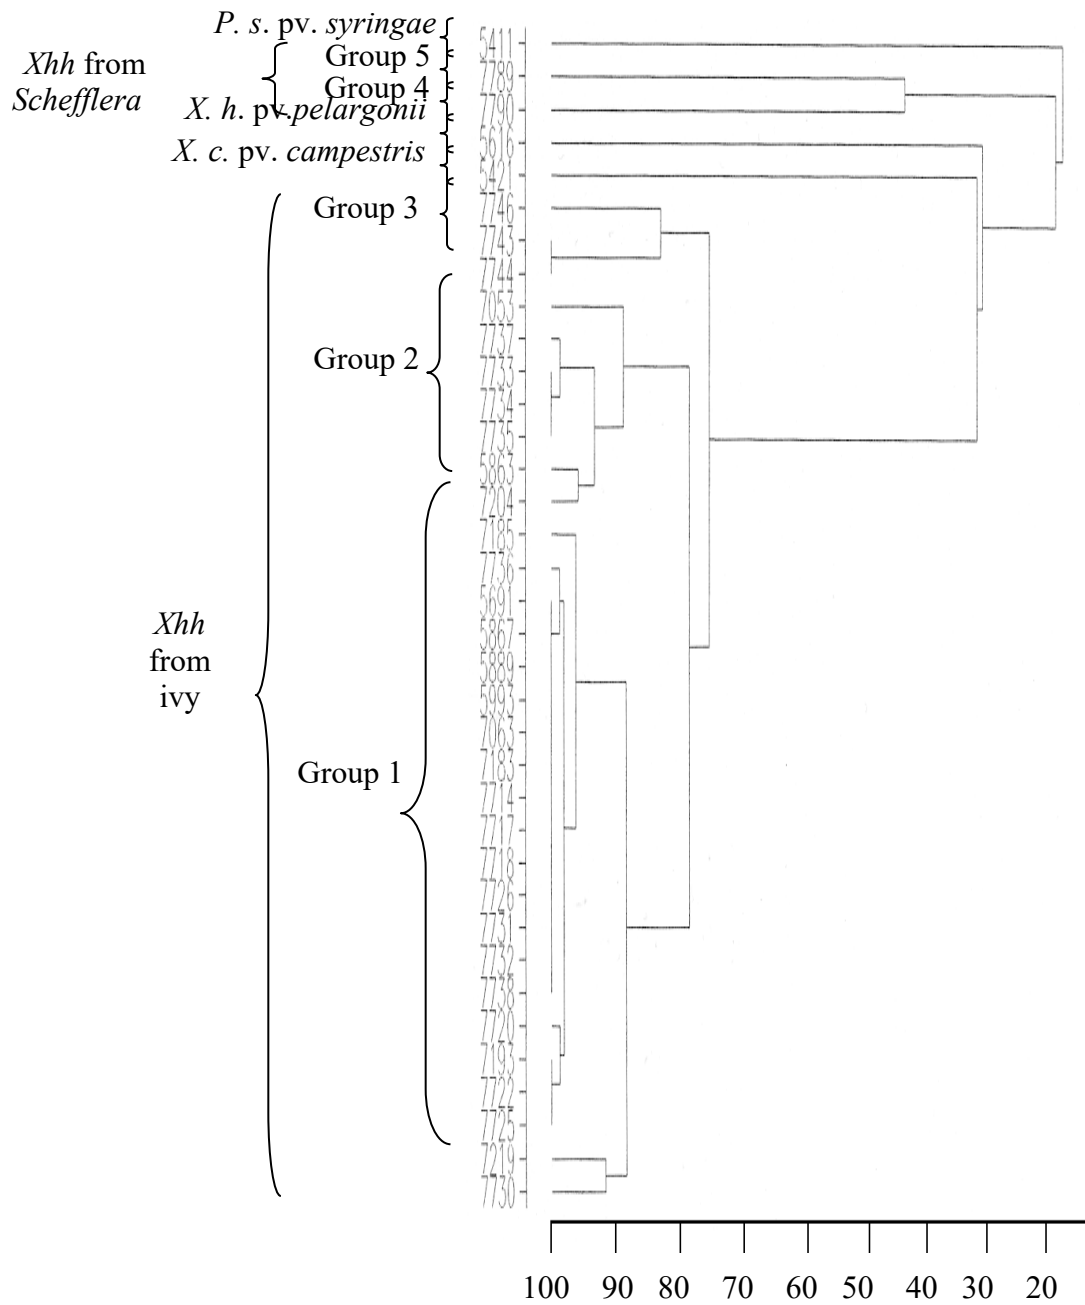 P. s. pv. syringae
Group 5
Xhh from
Schefflera
Group 4
X. h. pv.pelargonii
X. c. pv. campestris
Group 3
Group 2
Xhh
from
ivy
Group 1
5411
7789
7790
5616
5421
7746
7743
7744
7053
7737
7733
7734
7735
5863
7204
7185
7736
5691
5867
5889
5993
7063
7183
7714
7717
7718
7726
7731
7732
7738
7720
7193
7722
7725
7219
7730
100 90 80 70 60 50 40 30 20